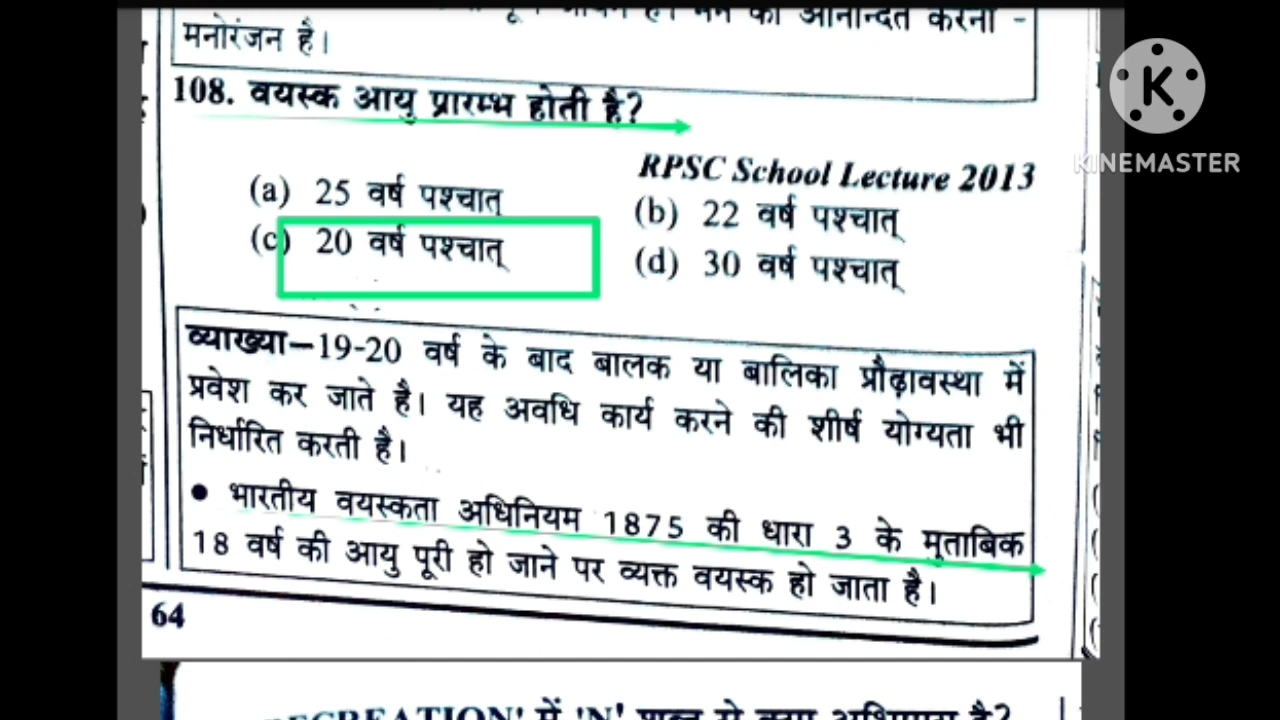 आनन्दित करना -
मनोरंजन है।
108. वयस्क आयु प्रारम्भ होती है?
RPSC School Lecture 2013
(a) 25 वर्ष पश्चात्
(b) 22 वर्ष पश्चात्
(c) 20 वर्ष पश्चात्
(d) 30 वर्ष पश्चात्
व्याख्या–19-20 वर्ष के बाद बालक या बालिका प्रौढ़ावस्था में
प्रवेश कर जाते है। यह अवधि कार्य करने की शीर्ष योग्यता भी
निर्धारित करती है।
• भारतीय वयस्कता अधिनियम 1875 की धारा 3 के मुताबिक
18 वर्ष की आयु पूरी हो जाने पर व्यक्त वयस्क हो जाता है।
64
'N'
K
KINEMASTER